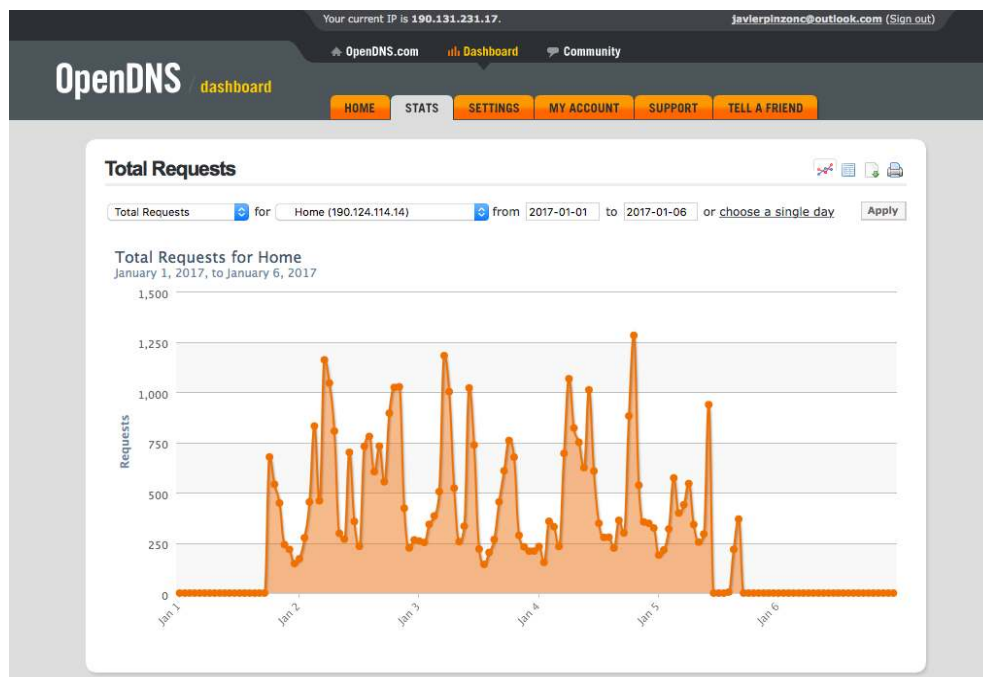 Your current IP is 190.131.231.17.
javierpinzonc@outlook.com (Sign out)
OpenDNS.com
Dashboard
Community
OpenDNS / dashboard
HOME
STATS
SETTINGS
MY ACCOUNT
SUPPORT
TELL A FRIEND
Total Requests
Total Requests for Home (190.124.114.14) from 2017-01-01 to 2017-01-06 or choose a single day Apply
Total Requests for Home
January 1, 2017, to January 6, 2017
Requests
1,500
1,250
1,000
750
500
250
0
Jan 1
Jan 2
Jan 3
Jan 4
Jan 5
Jan 6